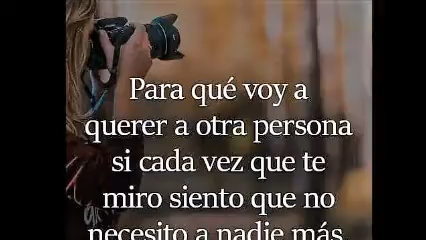 Para qué voy a
querer a otra persona
si cada vez que te
miro siento que no
necesito a nadie más